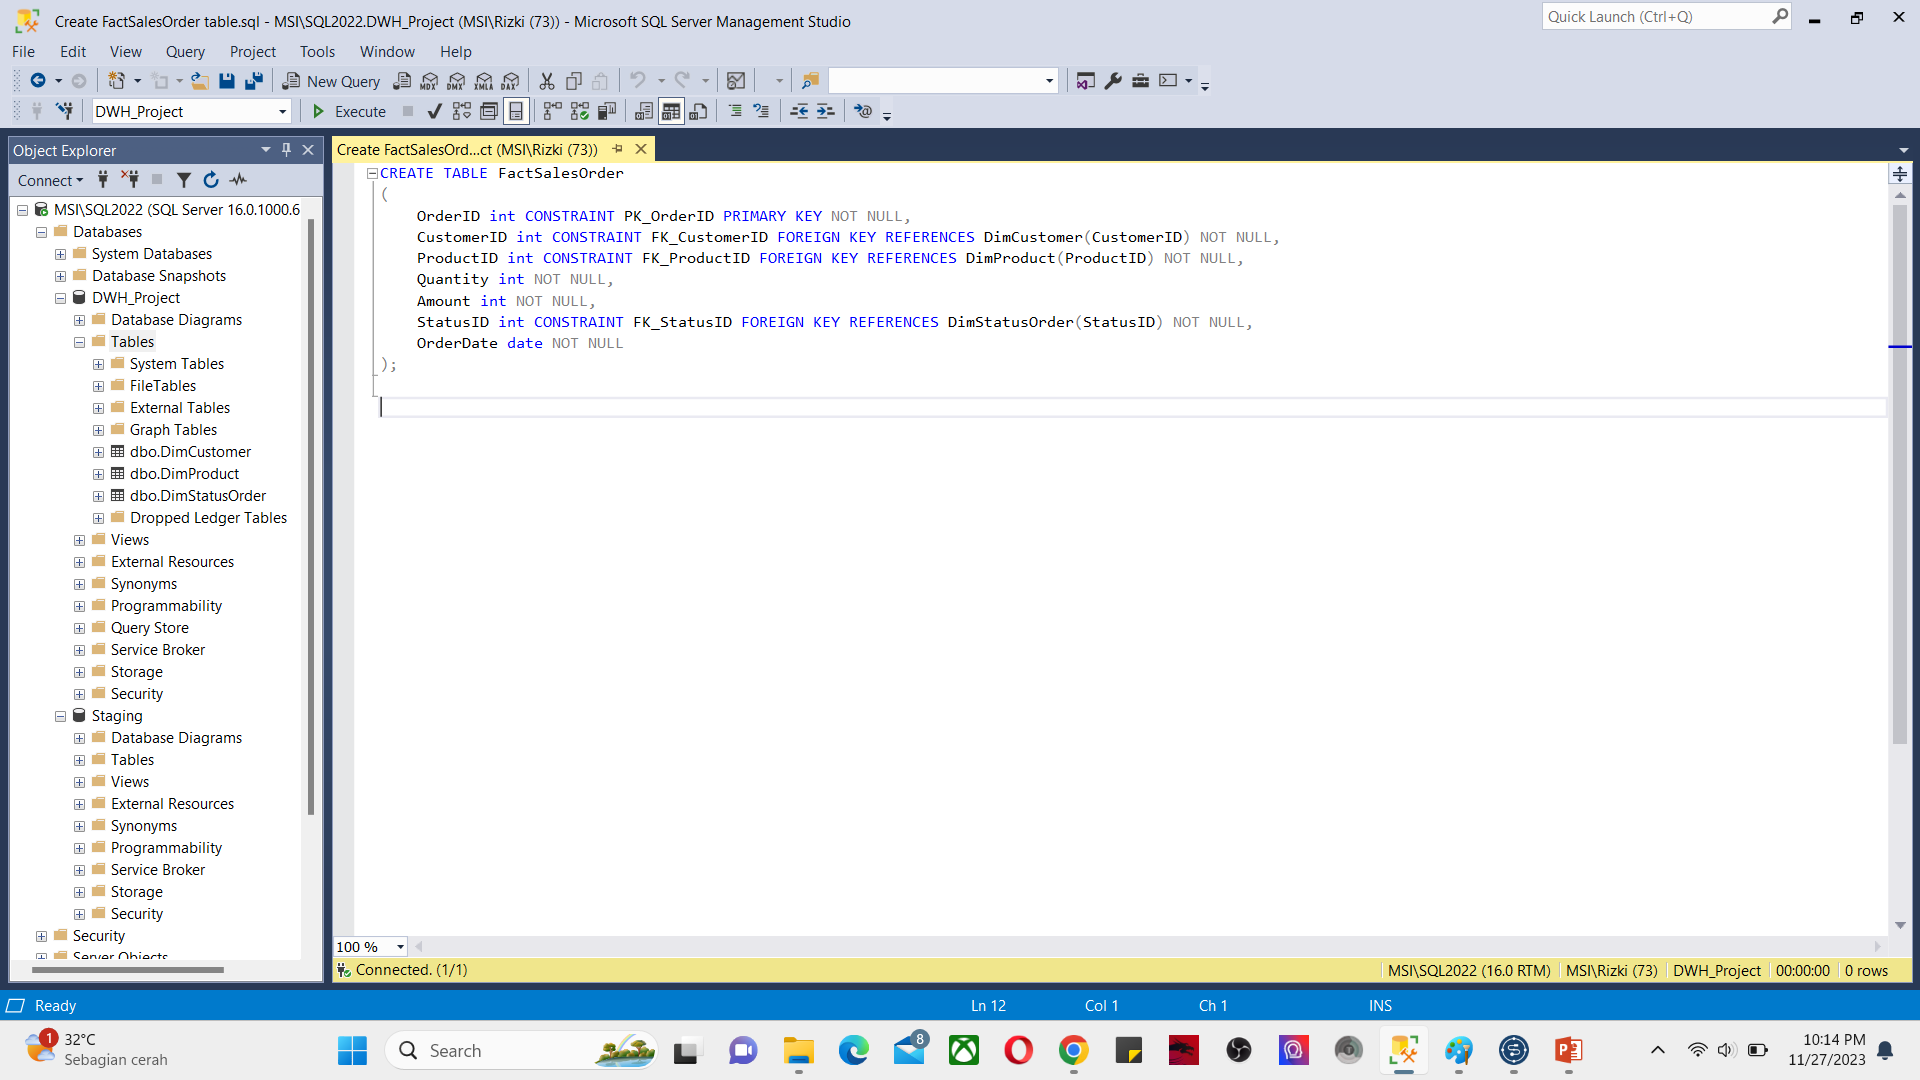 Create FactSalesOrder table.sql - MSI\SQL2022.DWH_Project (MSI\Rizki (73)) - Microsoft SQL Server Management Studio
Quick Launch (Ctrl+Q)
File Edit View Query Project Tools Window Help
New Query MDX DMX XMLA DAX
DWH_Project Execute
Object Explorer
Connect
MSI\SQL2022 (SQL Server 16.0.1000.6
Databases
System Databases
Database Snapshots
DWH_Project
Database Diagrams
Tables
System Tables
FileTables
External Tables
Graph Tables
dbo.DimCustomer
dbo.DimProduct
dbo.DimStatusOrder
Dropped Ledger Tables
Views
External Resources
Synonyms
Programmability
Query Store
Service Broker
Storage
Security
Staging
Database Diagrams
Tables
Views
External Resources
Synonyms
Programmability
Service Broker
Storage
Security
Security
Server Objects
Create FactSalesOrd...ct (MSI\Rizki (73))
CREATE TABLE FactSalesOrder
(
OrderID int CONSTRAINT PK_OrderID PRIMARY KEY NOT NULL,
CustomerID int CONSTRAINT FK_CustomerID FOREIGN KEY REFERENCES DimCustomer(CustomerID) NOT NULL,
ProductID int CONSTRAINT FK_ProductID FOREIGN KEY REFERENCES DimProduct(ProductID) NOT NULL,
Quantity int NOT NULL,
Amount int NOT NULL,
StatusID int CONSTRAINT FK_StatusID FOREIGN KEY REFERENCES DimStatusOrder(StatusID) NOT NULL,
OrderDate date NOT NULL
);
100 %
Connected. (1/1) MSI\SQL2022 (16.0 RTM) MSI\Rizki (73) DWH_Project 00:00:00 0 rows
Ready Ln 12 Col 1 Ch 1 INS
1 32°C
Sebagian cerah
Search
8
10:14 PM
11/27/2023